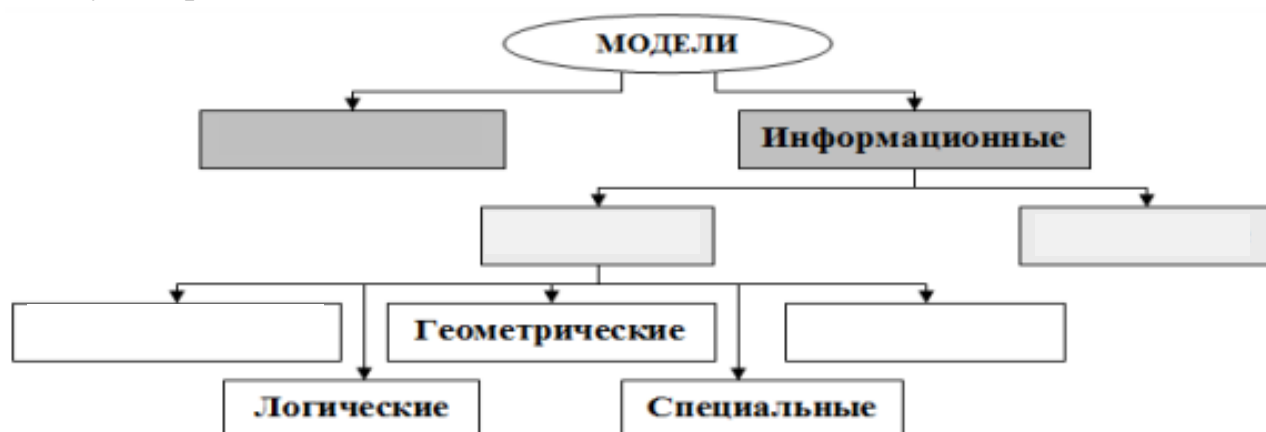 МОДЕЛИ
Информационные
Геометрические
Логические
Специальные